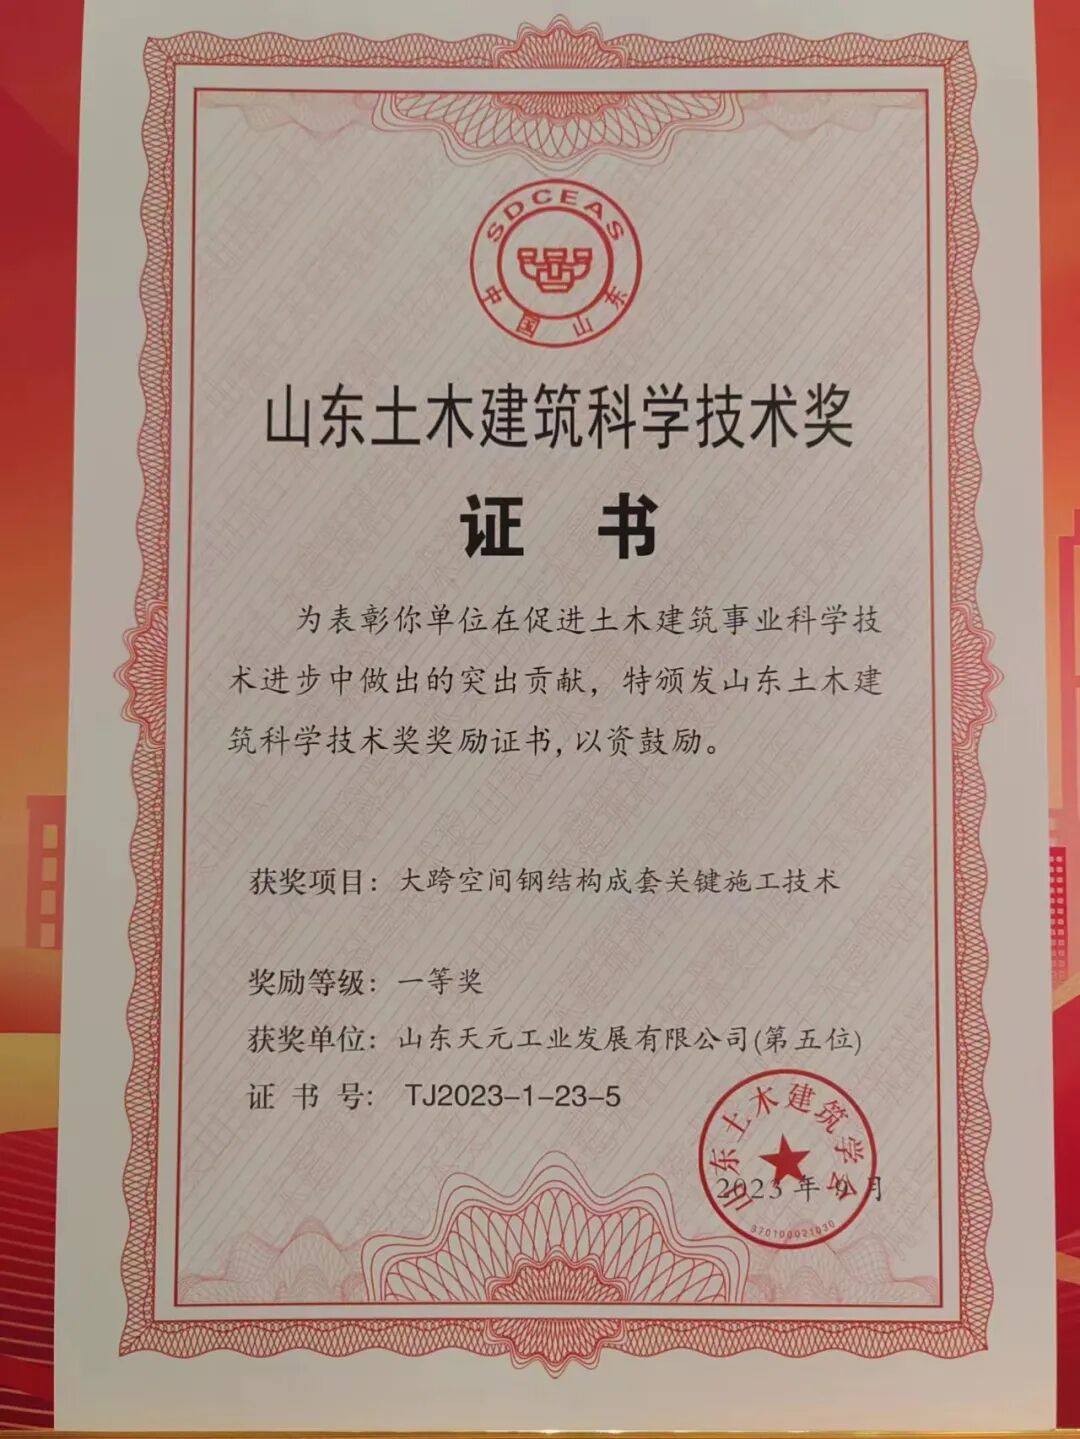 SDCEAS
中国山东
山东土木建筑科学技术奖
证 书
为表彰你单位在促进土木建筑事业科学技
术进步中做出的突出贡献，特颁发山东土木建
筑科学技术奖奖励证书，以资鼓励。
获奖项目：大跨空间钢结构成套关键施工技术
奖励等级：一等奖
获奖单位：山东天元工业发展有限公司(第五位)
证 书 号： TJ2023-1-23-5
山东土木建筑学会
2023 年 9 月
370100021030